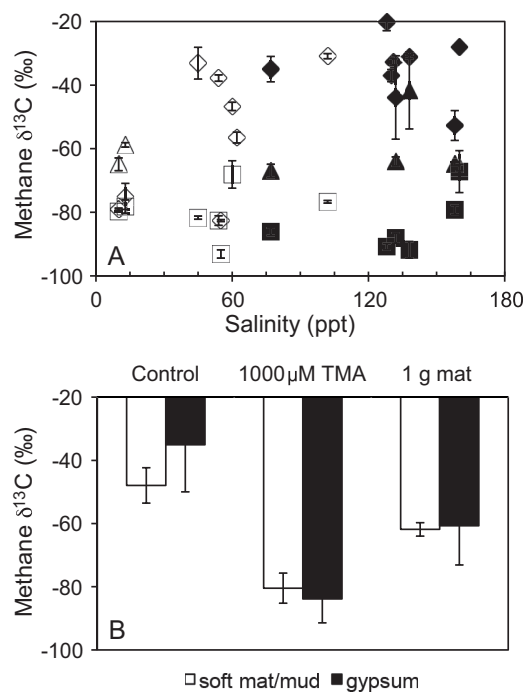 -20
-40
-60
-80
-100
Methane δ¹³C (‰)
A
0 60 120 180
Salinity (ppt)
Control 1000µM TMA 1 g mat
-20
-40
-60
-80
-100
Methane δ¹³C (‰)
B
soft mat/mud gypsum